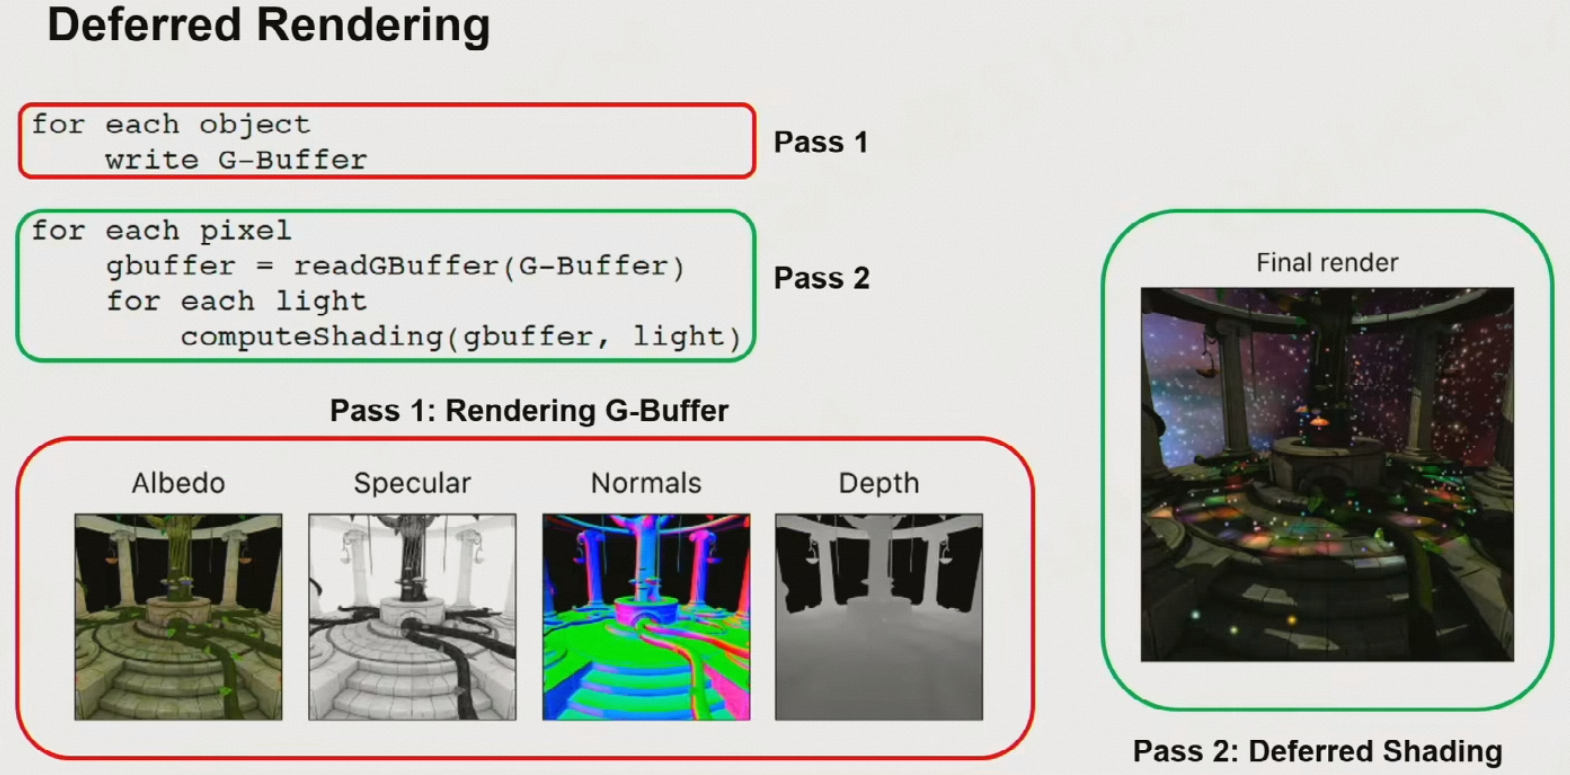 Deferred Rendering
for each object
    write G-Buffer
Pass 1
for each pixel
    gbuffer = readGBuffer(G-Buffer)
    for each light
        computeShading(gbuffer, light)
Pass 2
Pass 1: Rendering G-Buffer
Albedo
Specular
Normals
Depth
Final render
Pass 2: Deferred Shading